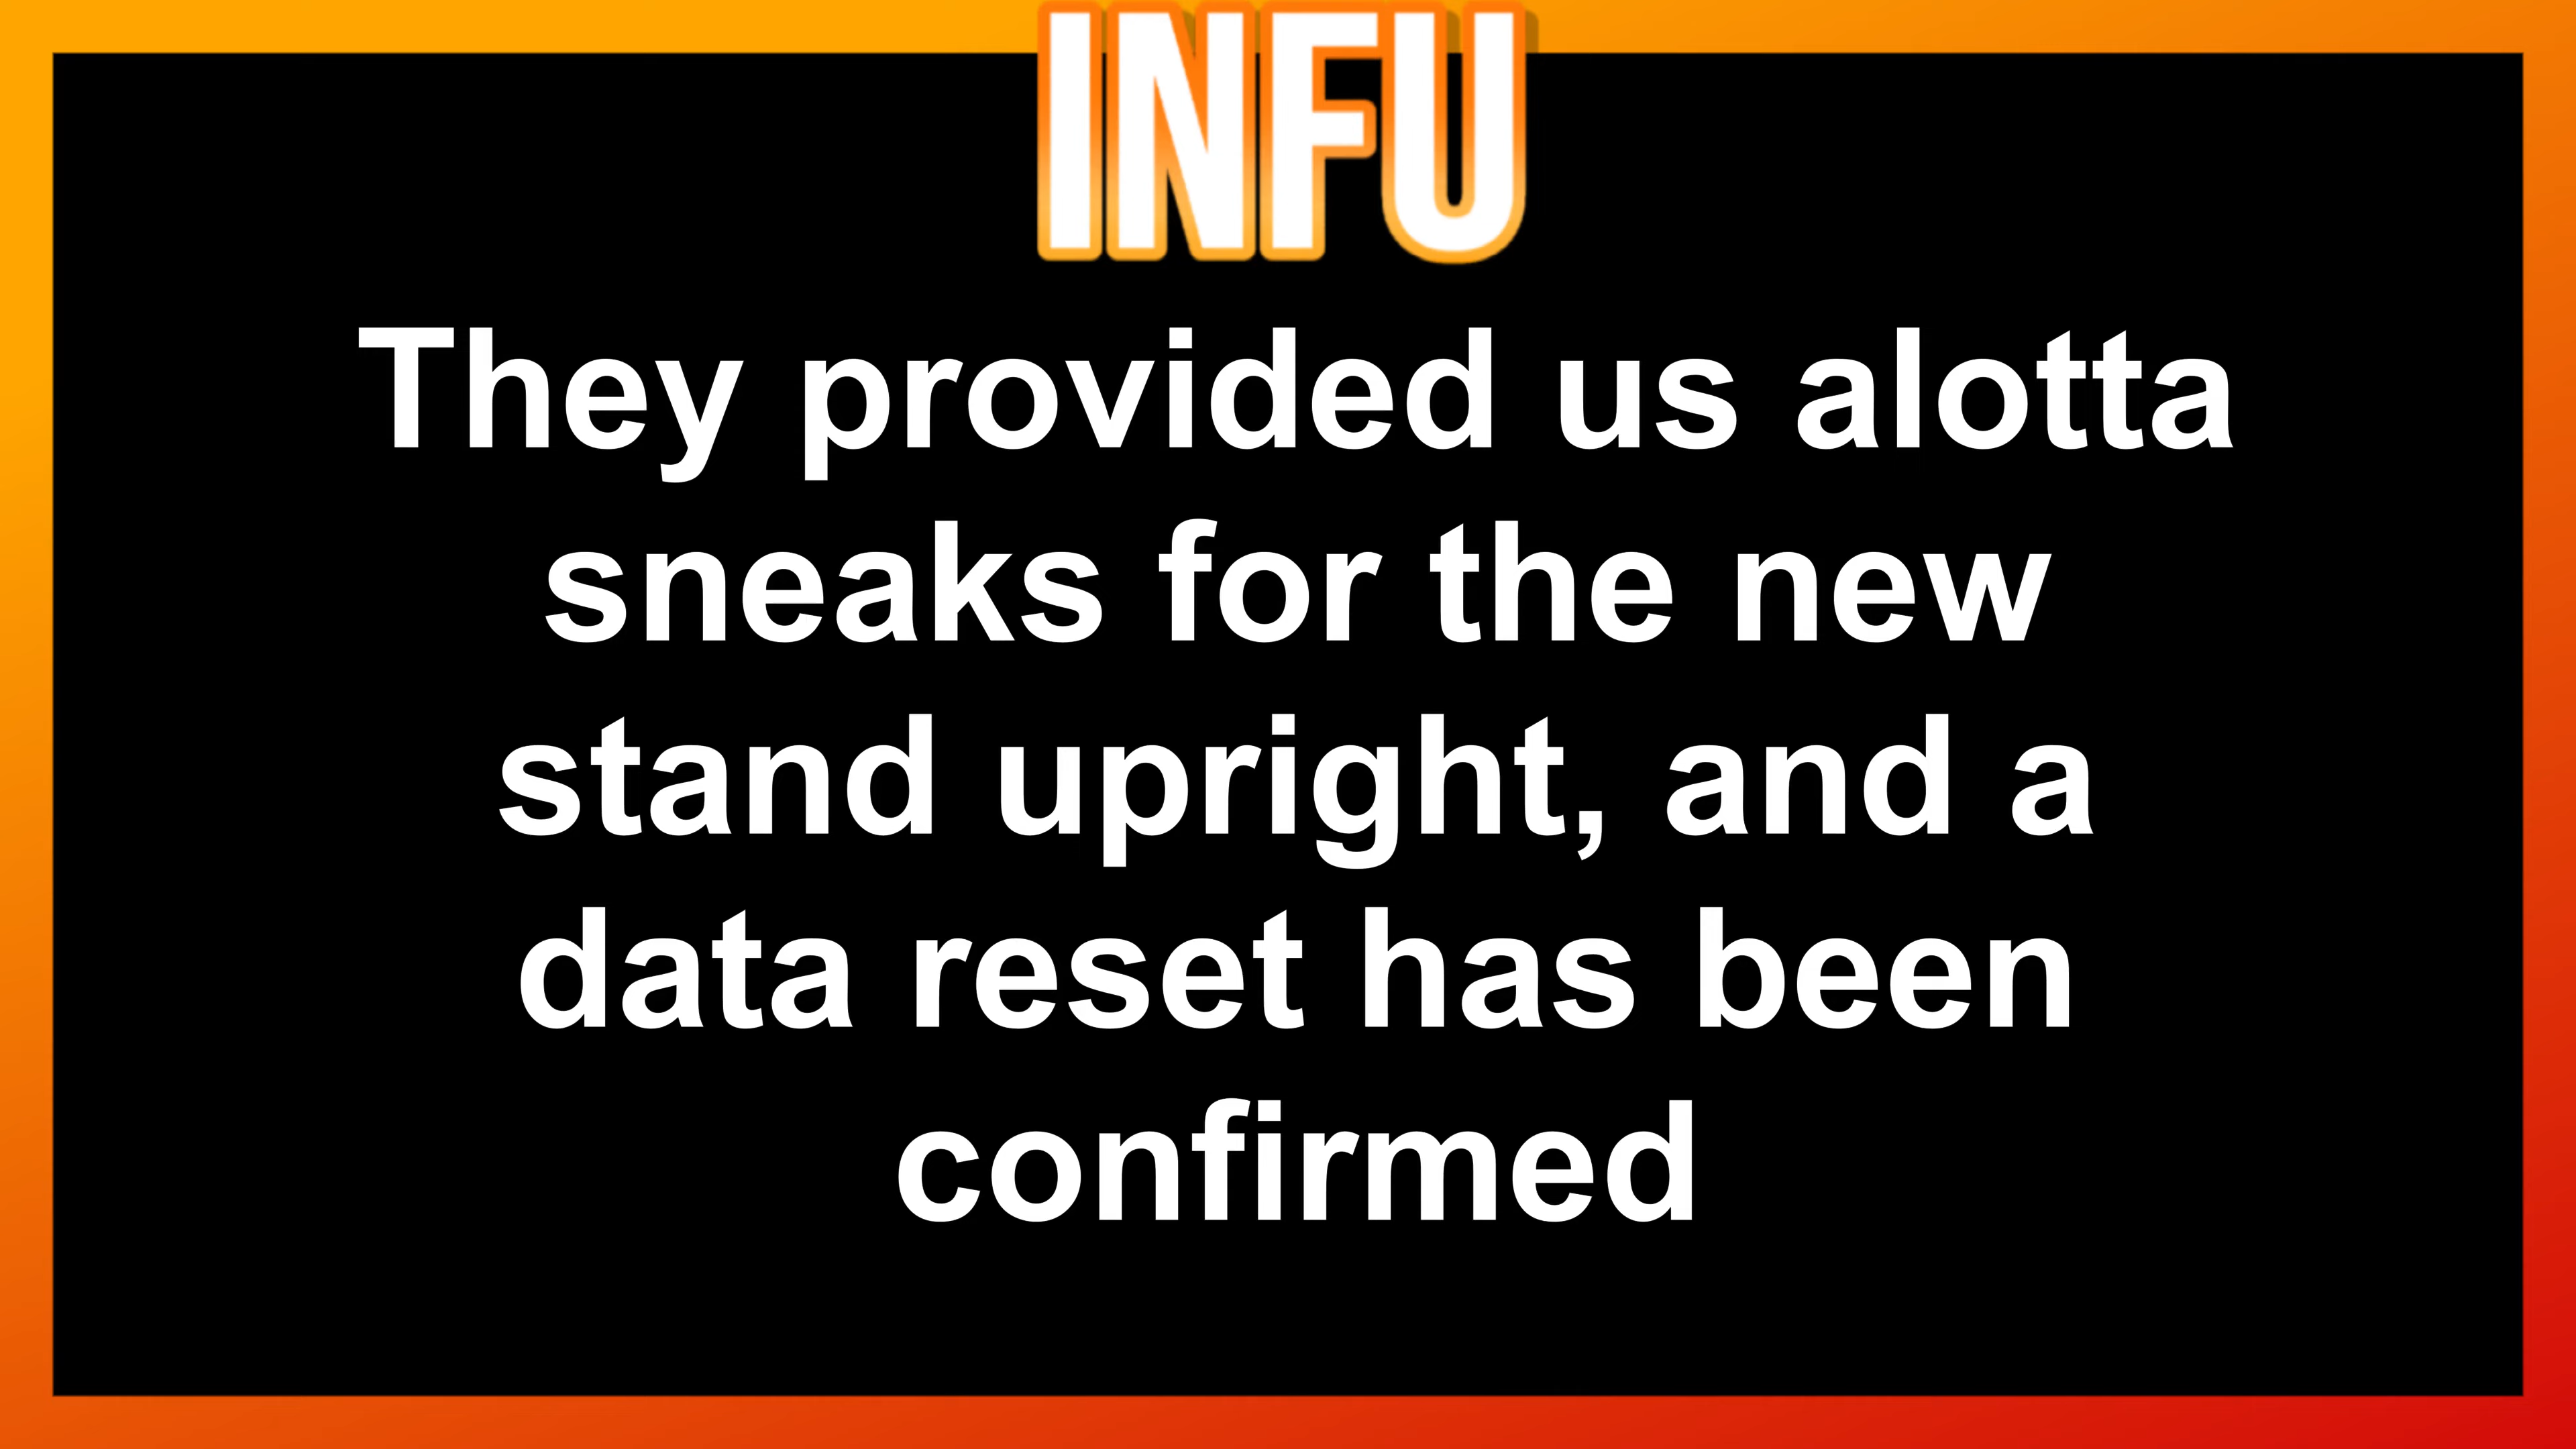 INFU
They provided us alotta
sneaks for the new
stand upright, and a
data reset has been
confirmed